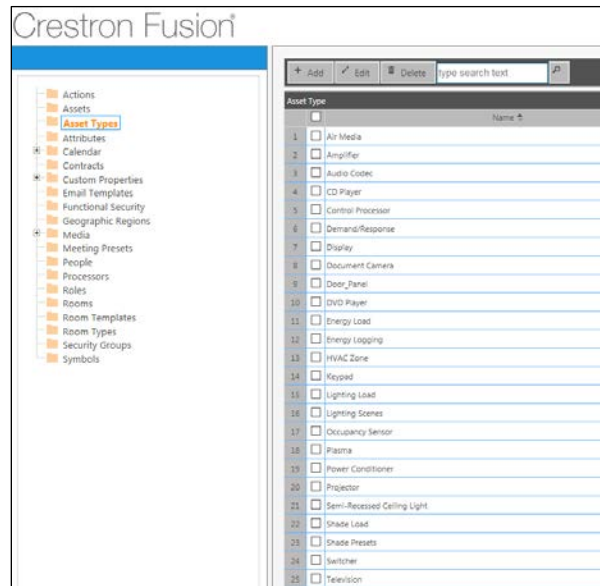 Crestron Fusion®
Actions
Assets
Asset Types
Attributes
Calendar
Contracts
Custom Properties
Email Templates
Functional Security
Geographic Regions
Media
Meeting Presets
People
Processors
Roles
Rooms
Room Templates
Room Types
Security Groups
Symbols
+ Add Edit Delete type search text
Asset Type
Name
1 Air Media
2 Amplifier
3 Audio Codec
4 CD Player
5 Control Processor
6 Demand/Response
7 Display
8 Document Camera
9 Door_Panel
10 DVD Player
11 Energy Load
12 Energy Logging
13 HVAC Zone
14 Keypad
15 Lighting Load
16 Lighting Scenes
17 Occupancy Sensor
18 Plasma
19 Power Conditioner
20 Projector
21 Semi-Recessed Ceiling Light
22 Shade Load
23 Shade Presets
24 Switcher
25 Television